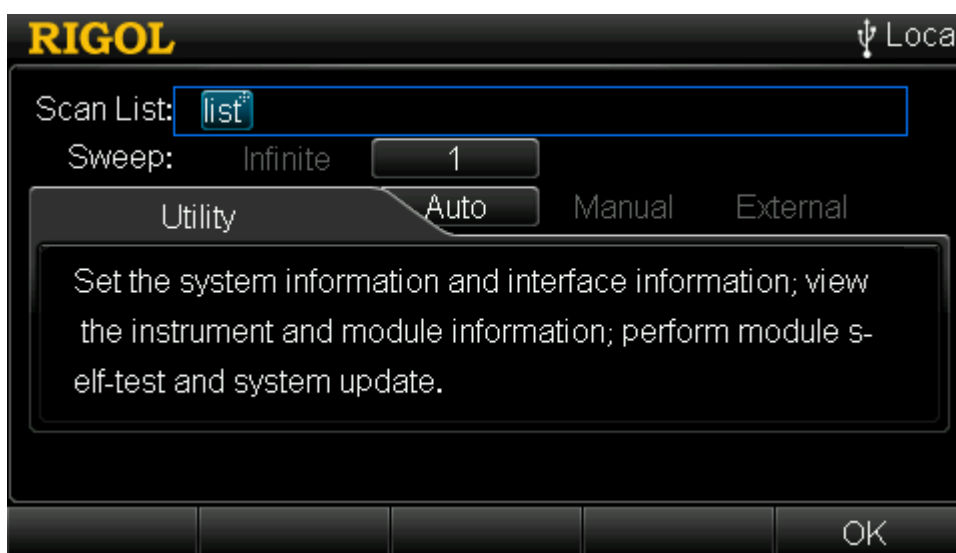 RIGOL Loca
Scan List: list
Sweep: Infinite 1
Utility Auto Manual External
Set the system information and interface information; view
the instrument and module information; perform module s-
elf-test and system update.
OK